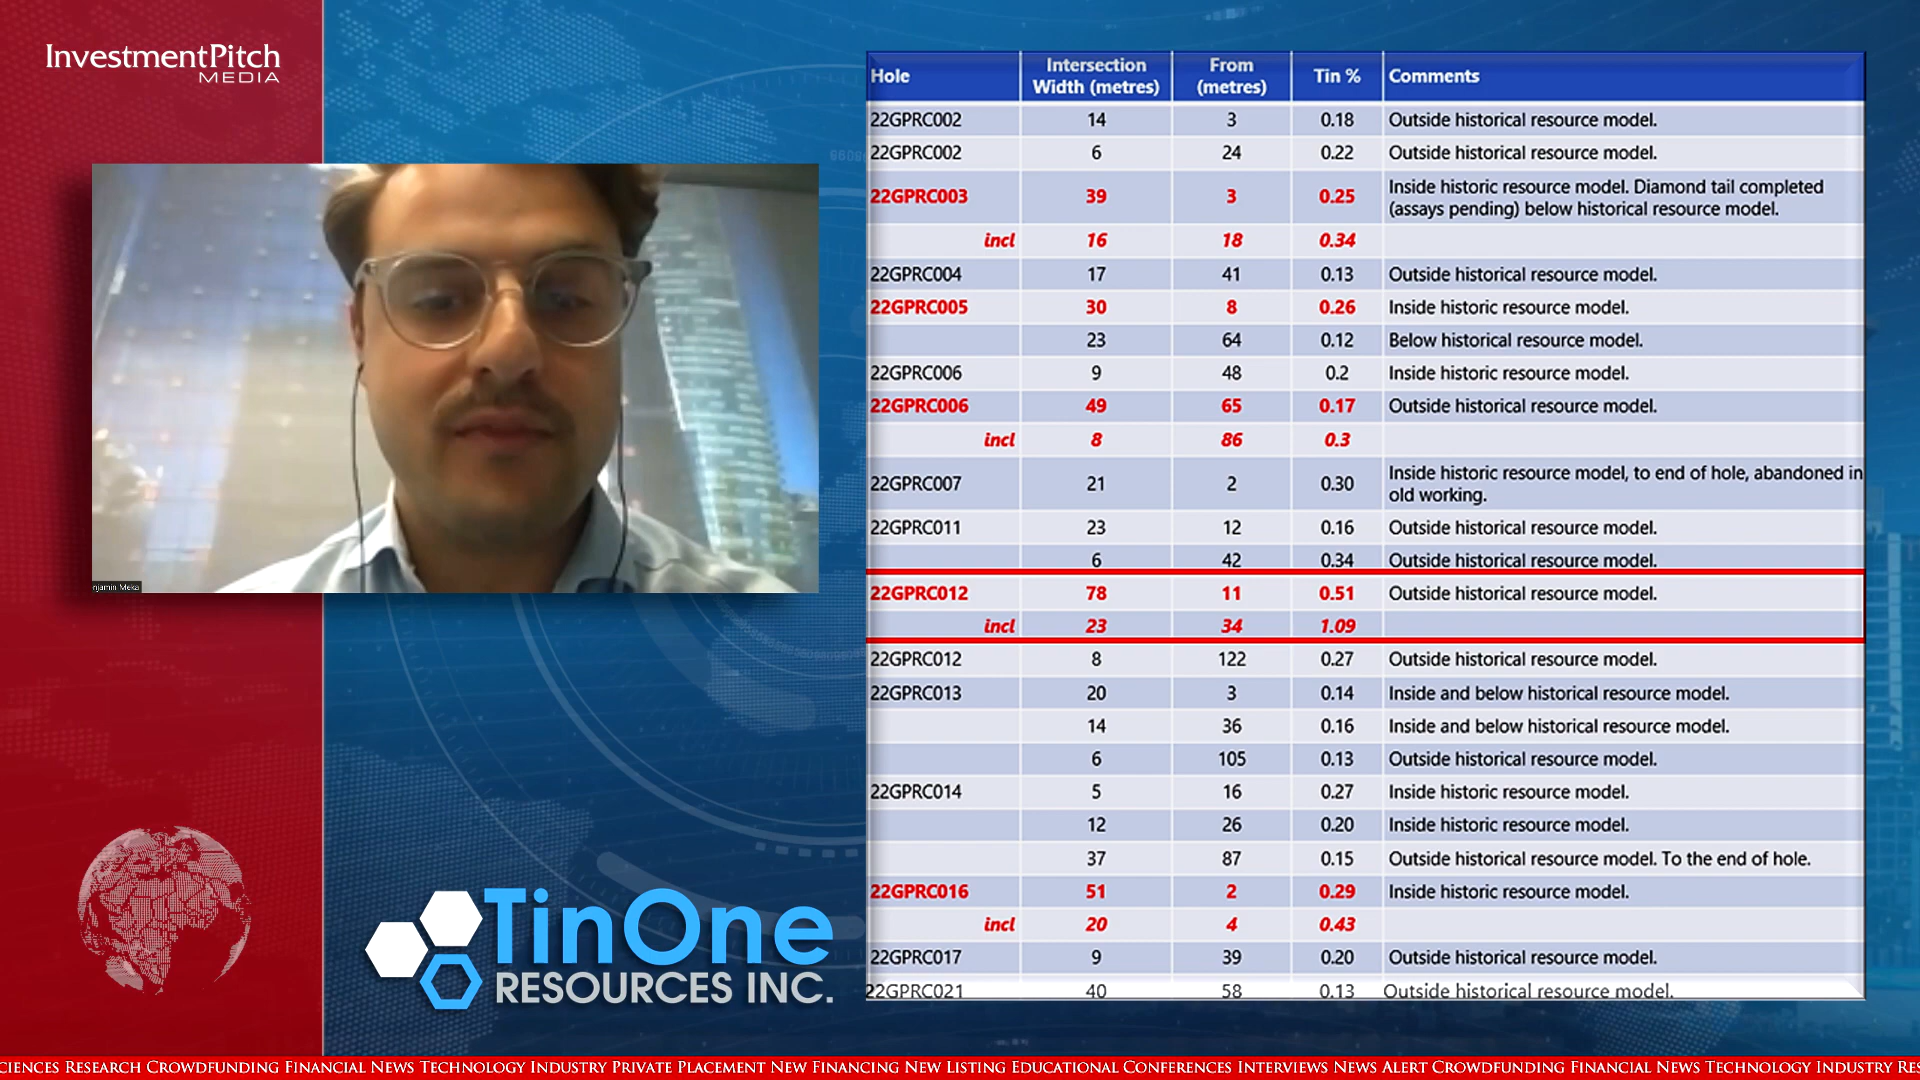 InvestmentPitch
MEDIA
Hole Intersection Width (metres) From (metres) Tin % Comments
22GPRC002 14 3 0.18 Outside historical resource model.
22GPRC002 6 24 0.22 Outside historical resource model.
22GPRC003 39 3 0.25 Inside historic resource model. Diamond tail completed
(assays pending) below historical resource model.
incl 16 18 0.34
22GPRC004 17 41 0.13 Outside historical resource model.
22GPRC005 30 8 0.26 Inside historic resource model.
23 64 0.12 Below historical resource model.
22GPRC006 9 48 0.2 Inside historic resource model.
22GPRC006 49 65 0.17 Outside historical resource model.
incl 8 86 0.3
22GPRC007 21 2 0.30 Inside historic resource model, to end of hole, abandoned in
old working.
22GPRC011 23 12 0.16 Outside historical resource model.
6 42 0.34 Outside historical resource model.
22GPRC012 78 11 0.51 Outside historical resource model.
incl 23 34 1.09
22GPRC012 8 122 0.27 Outside historical resource model.
22GPRC013 20 3 0.14 Inside and below historical resource model.
14 36 0.16 Inside and below historical resource model.
6 105 0.13 Outside historical resource model.
22GPRC014 5 16 0.27 Inside historic resource model.
12 26 0.20 Inside historic resource model.
37 87 0.15 Outside historical resource model. To the end of hole.
22GPRC016 51 2 0.29 Inside historic resource model.
incl 20 4 0.43
22GPRC017 9 39 0.20 Outside historical resource model.
22GPRC021 40 58 0.13 Outside historical resource model.
njamin Meka
TinOne
RESOURCES INC.
CIENCES RESEARCH CROWDFUNDING FINANCIAL NEWS TECHNOLOGY INDUSTRY PRIVATE PLACEMENT NEW FINANCING NEW LISTING EDUCATIONAL CONFERENCES INTERVIEWS NEWS ALERT CROWDFUNDING FINANCIAL NEWS TECHNOLOGY INDUSTRY RES